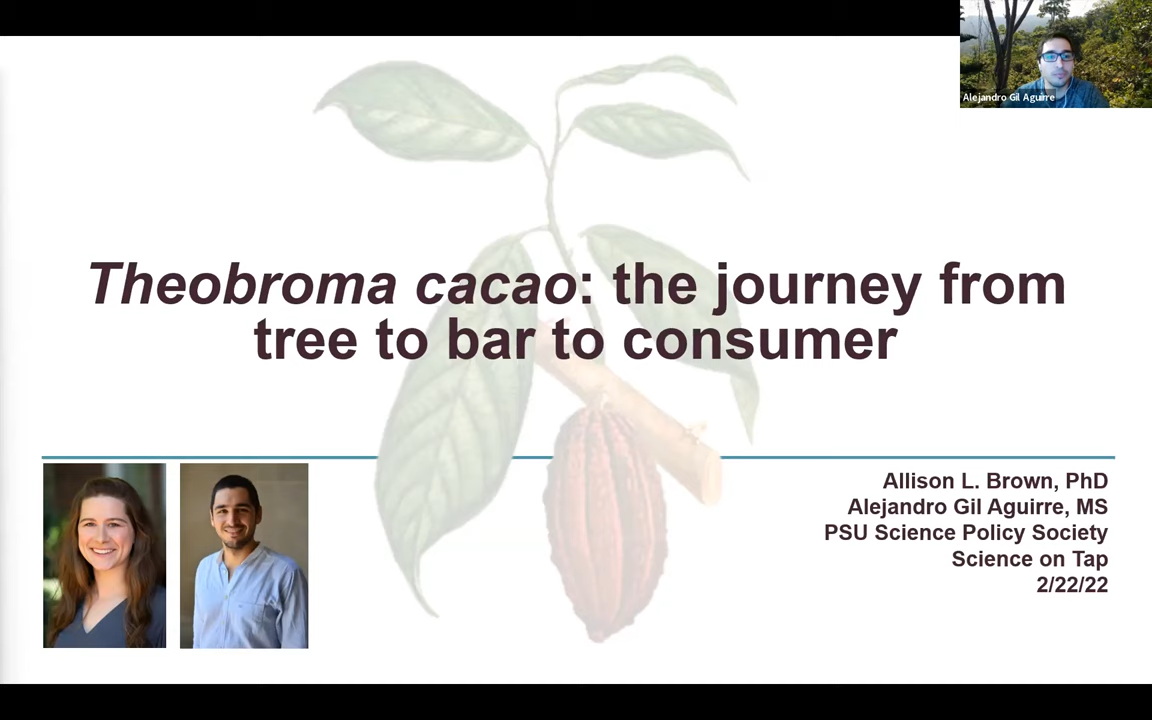 Alejandro Gil Aguirre
Theobroma cacao: the journey from
tree to bar to consumer
Allison L. Brown, PhD
Alejandro Gil Aguirre, MS
PSU Science Policy Society
Science on Tap
2/22/22